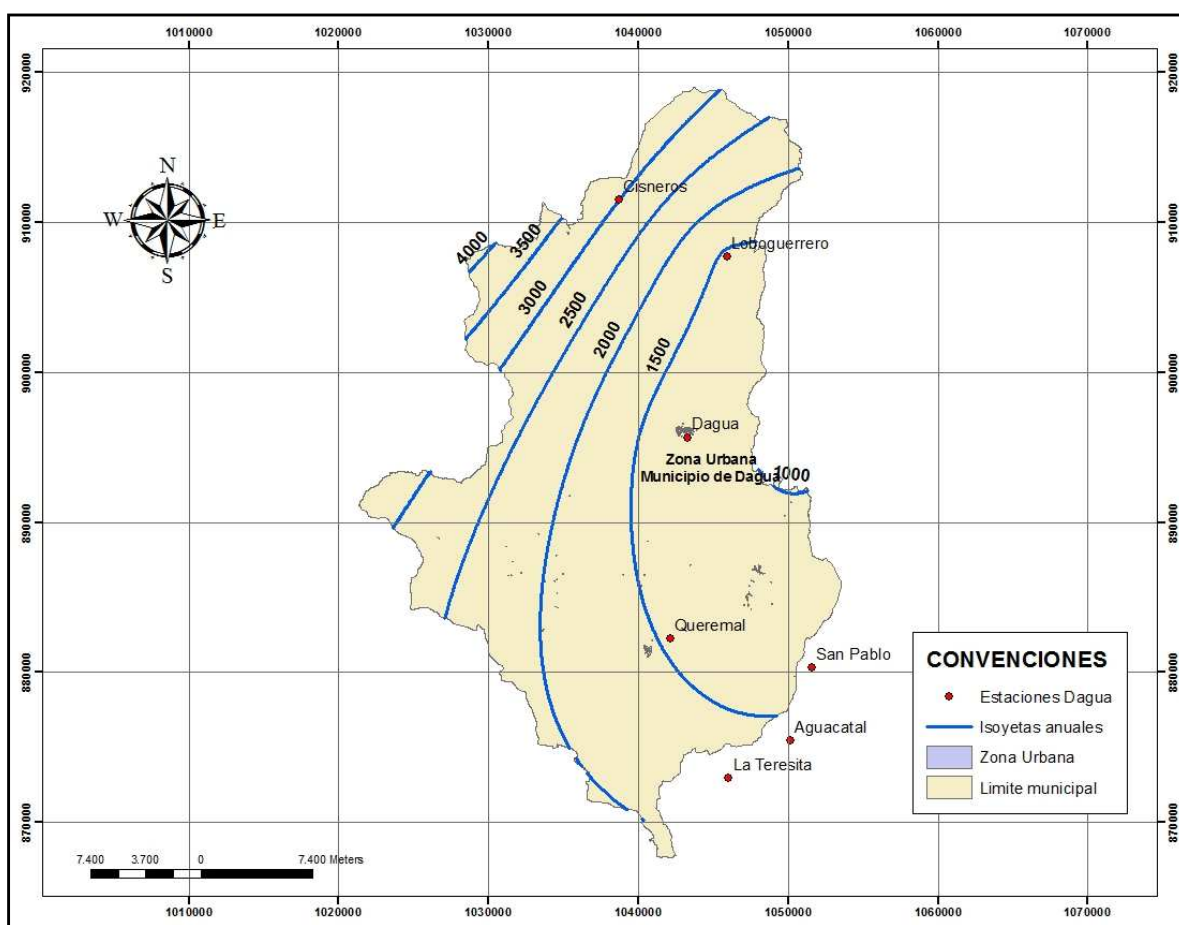 1010000 1020000 1030000 1040000 1050000 1060000 1070000
920000 920000
N
W E
S
Cisneros
910000 910000
4000
3500
Loboguerrero
3000
2500
2000
1500
900000 900000
Dagua
Zona Urbana
Municipio de Dagua
1000
890000 890000
Queremal
San Pablo
880000 880000
Aguacatal
La Teresita
870000 870000
CONVENCIONES
Estaciones Dagua
Isoyetas anuales
Zona Urbana
Limite municipal
7.400 3.700 0 7.400 Meters
1010000 1020000 1030000 1040000 1050000 1060000 1070000